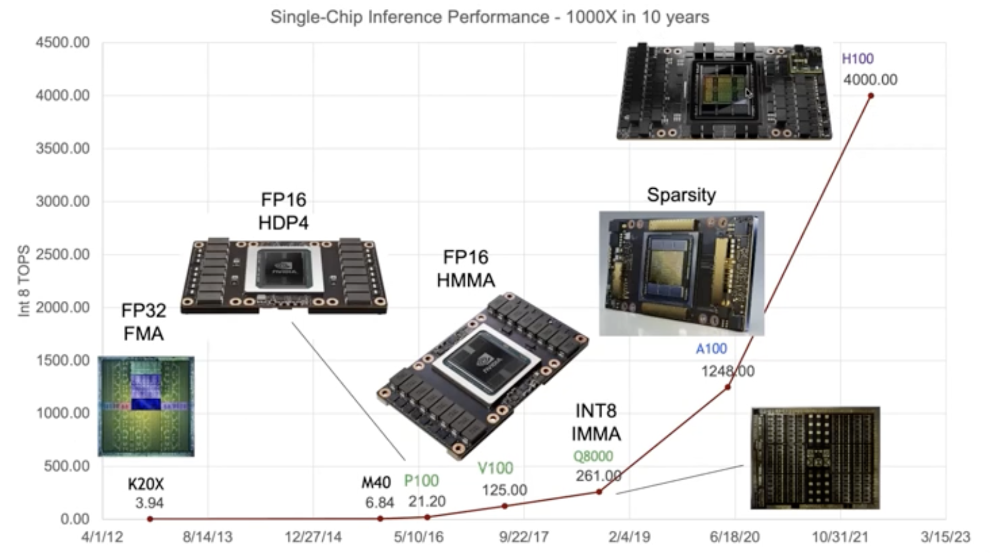 Single-Chip Inference Performance - 1000X in 10 years
4500.00
4000.00
3500.00
3000.00
2500.00
2000.00
1500.00
1000.00
500.00
0.00
Int 8 TOPS
4/1/12
8/14/13
12/27/14
5/10/16
9/22/17
2/4/19
6/18/20
10/31/21
3/15/23
FP32
FMA
K20X
3.94
FP16
HDP4
NVIDIA
M40
6.84
P100
21.20
FP16
HMMA
NVIDIA
V100
125.00
INT8
IMMA
Q8000
261.00
Sparsity
A100
1248.00
H100
4000.00